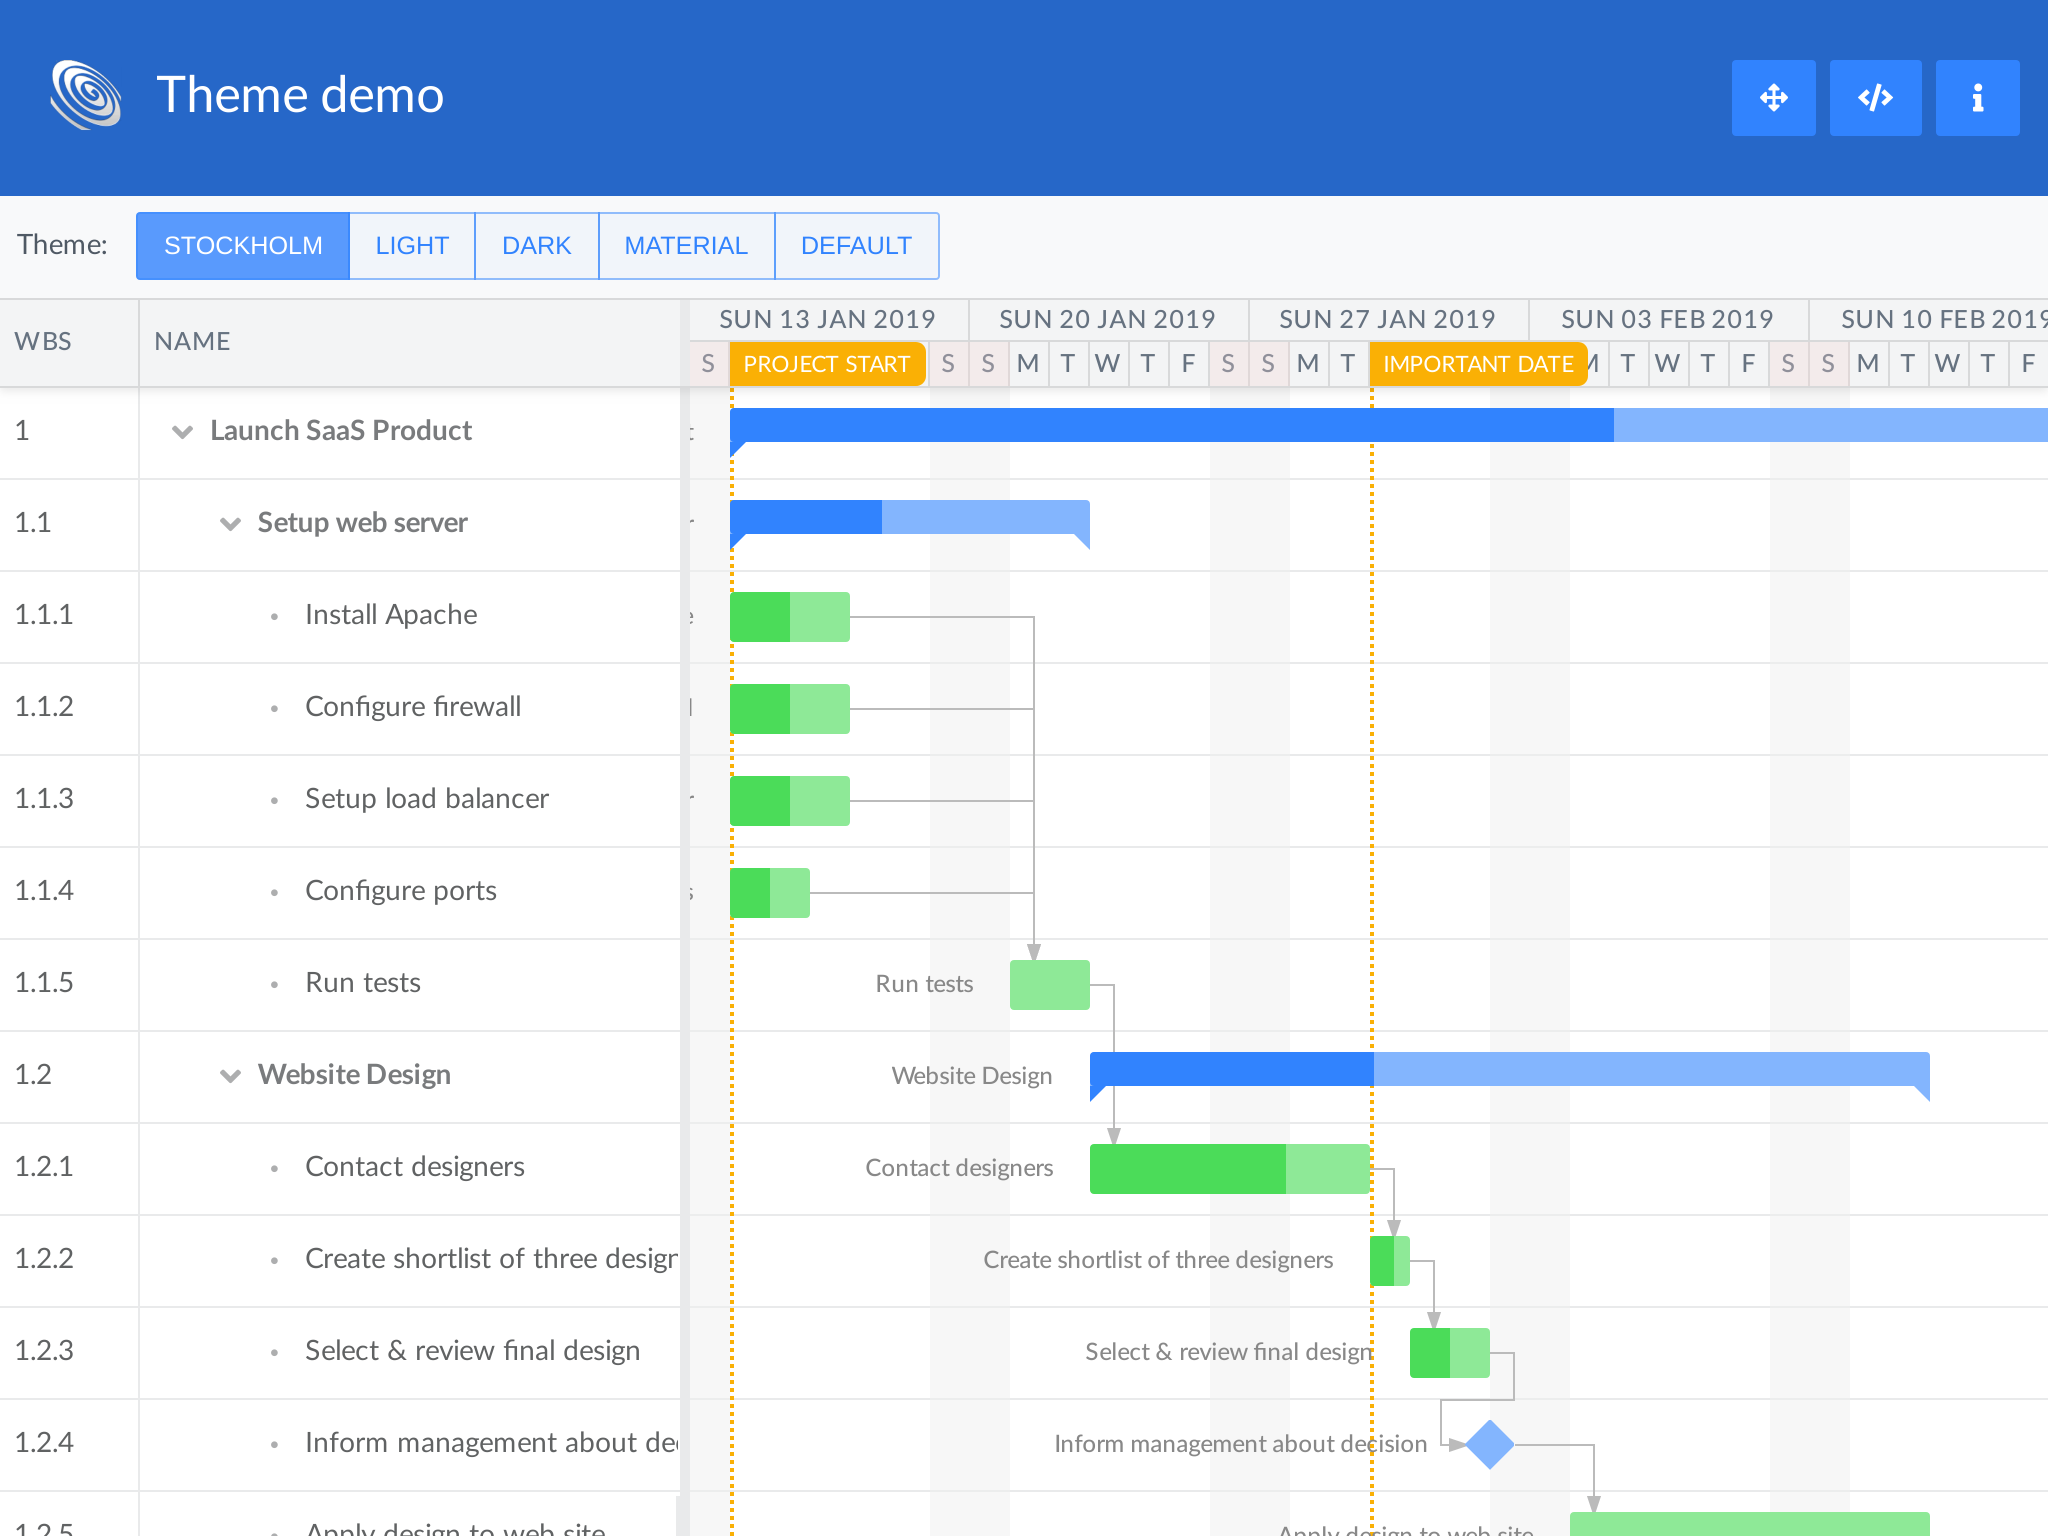 Theme demo
Theme:
STOCKHOLM
LIGHT
DARK
MATERIAL
DEFAULT
WBS
NAME
SUN 13 JAN 2019
SUN 20 JAN 2019
SUN 27 JAN 2019
SUN 03 FEB 2019
SUN 10 FEB 2019
S PROJECT START S S M T W T F S S M T IMPORTANT DATE M T W T F S S M T W T F
1 Launch SaaS Product t
1.1 Setup web server r
1.1.1 Install Apache e
1.1.2 Configure firewall l
1.1.3 Setup load balancer r
1.1.4 Configure ports s
1.1.5 Run tests Run tests
1.2 Website Design Website Design
1.2.1 Contact designers Contact designers
1.2.2 Create shortlist of three design Create shortlist of three designers
1.2.3 Select & review final design Select & review final design
1.2.4 Inform management about de Inform management about decision
1.2.5 Apply design to web site Apply design to web site